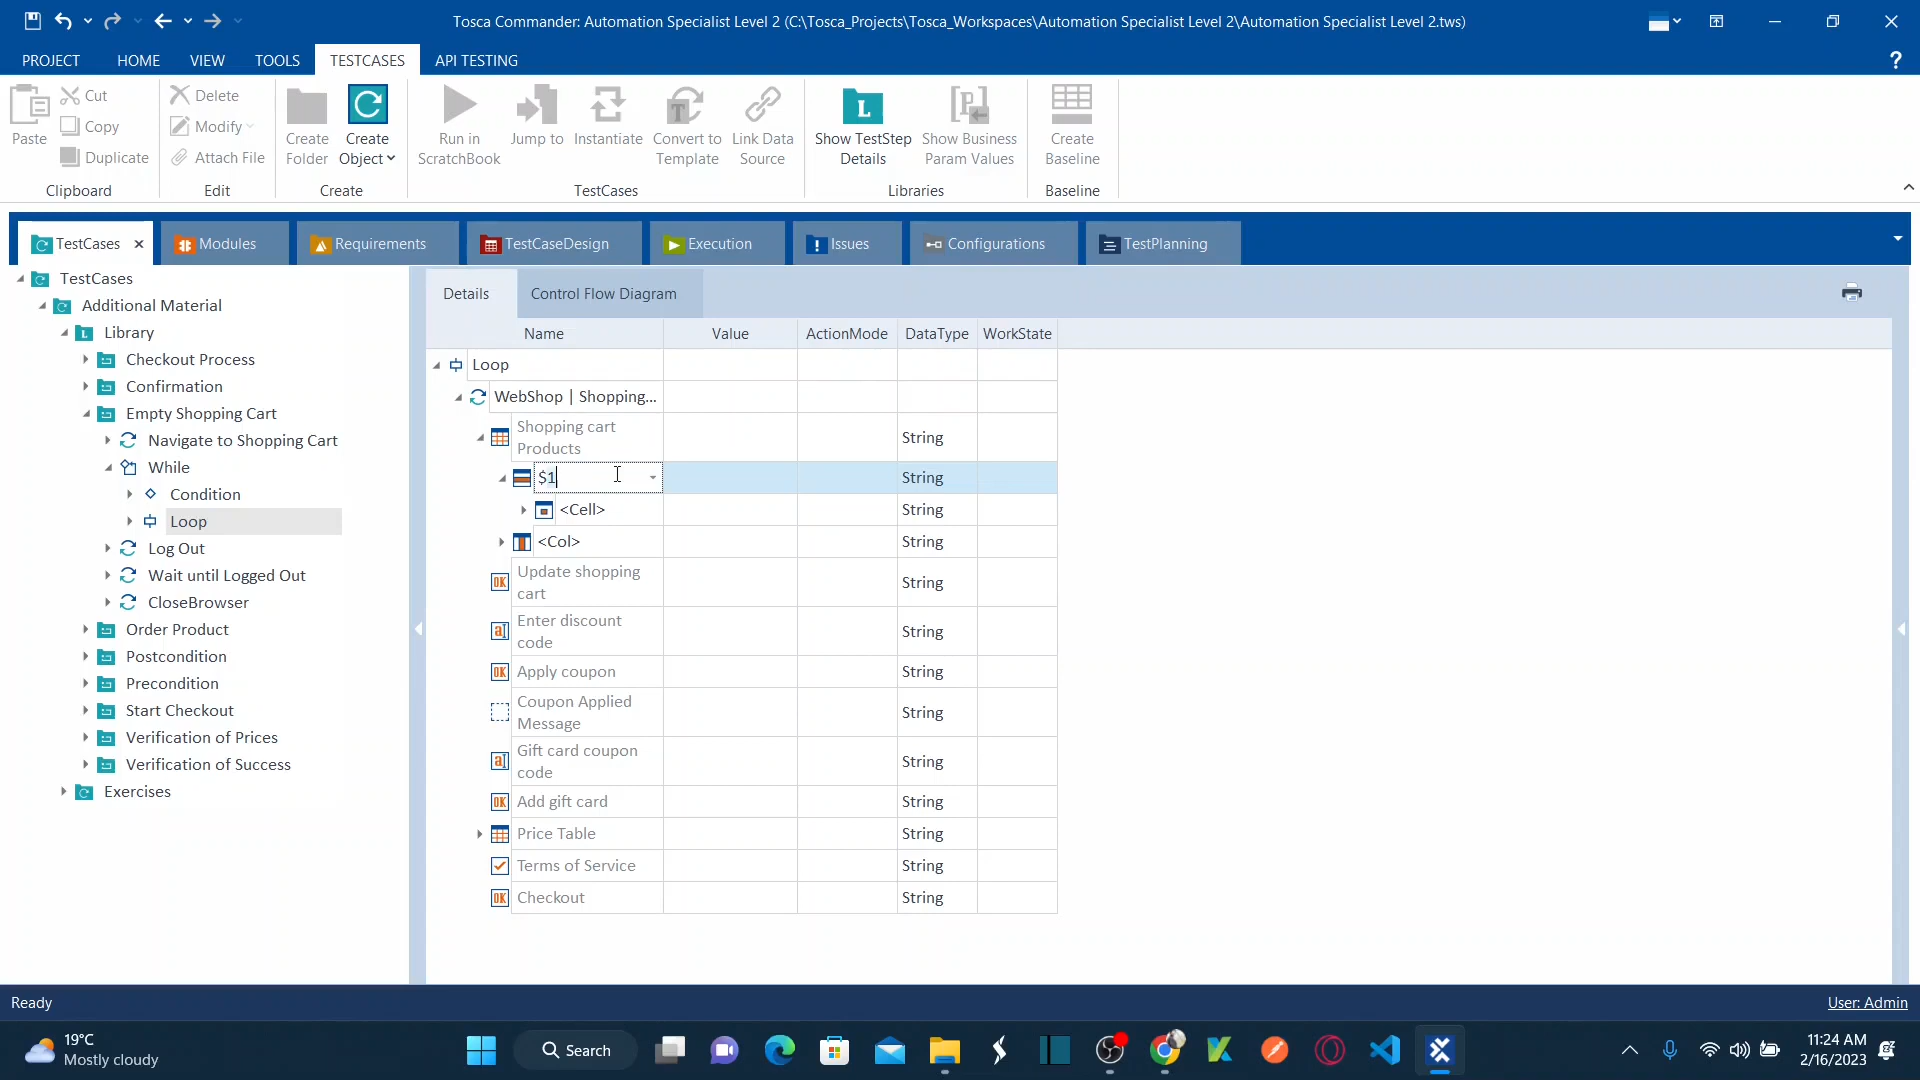 Tosca Commander: Automation Specialist Level 2 (C:\Tosca_Projects\Tosca_Workspaces\Automation Specialist Level 2\Automation Specialist Level 2.tws)
PROJECT HOME VIEW TOOLS TESTCASES API TESTING ?
Paste
Cut
Copy
Duplicate
Clipboard
Delete
Modify
Attach File
Edit
Create Folder
Create Object
Create
Run in ScratchBook
Jump to
Instantiate
Convert to Template
Link Data Source
TestCases
Show TestStep Details
Show Business Param Values
Libraries
Create Baseline
Baseline
TestCases Modules Requirements TestCaseDesign Execution Issues Configurations TestPlanning
TestCases
Additional Material
Library
Checkout Process
Confirmation
Empty Shopping Cart
Navigate to Shopping Cart
While
Condition
Loop
Log Out
Wait until Logged Out
CloseBrowser
Order Product
Postcondition
Precondition
Start Checkout
Verification of Prices
Verification of Success
Exercises
Details Control Flow Diagram
Name Value ActionMode DataType WorkState
Loop
WebShop | Shopping...
Shopping cart
Products String
$1 String
<Cell> String
<Col> String
Update shopping
cart String
Enter discount
code String
Apply coupon String
Coupon Applied
Message String
Gift card coupon
code String
Add gift card String
Price Table String
Terms of Service String
Checkout String
Ready User: Admin
19°C
Mostly cloudy
Search
11:24 AM
2/16/2023